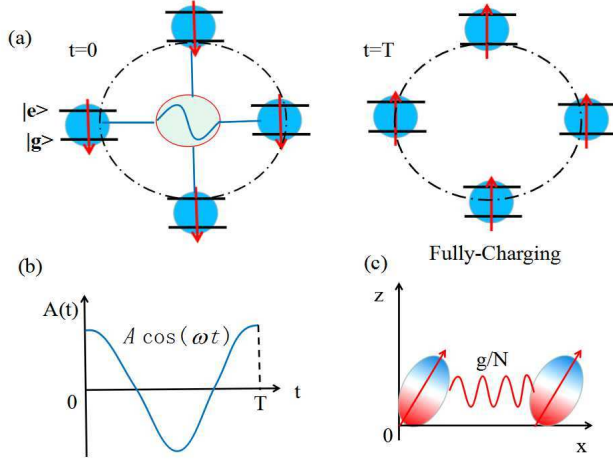 (a)
t=0
t=T
|e>
|g>
Fully-Charging
(b)
(c)
A(t)
A cos(ωt)
0
T
t
z
g/N
0
x